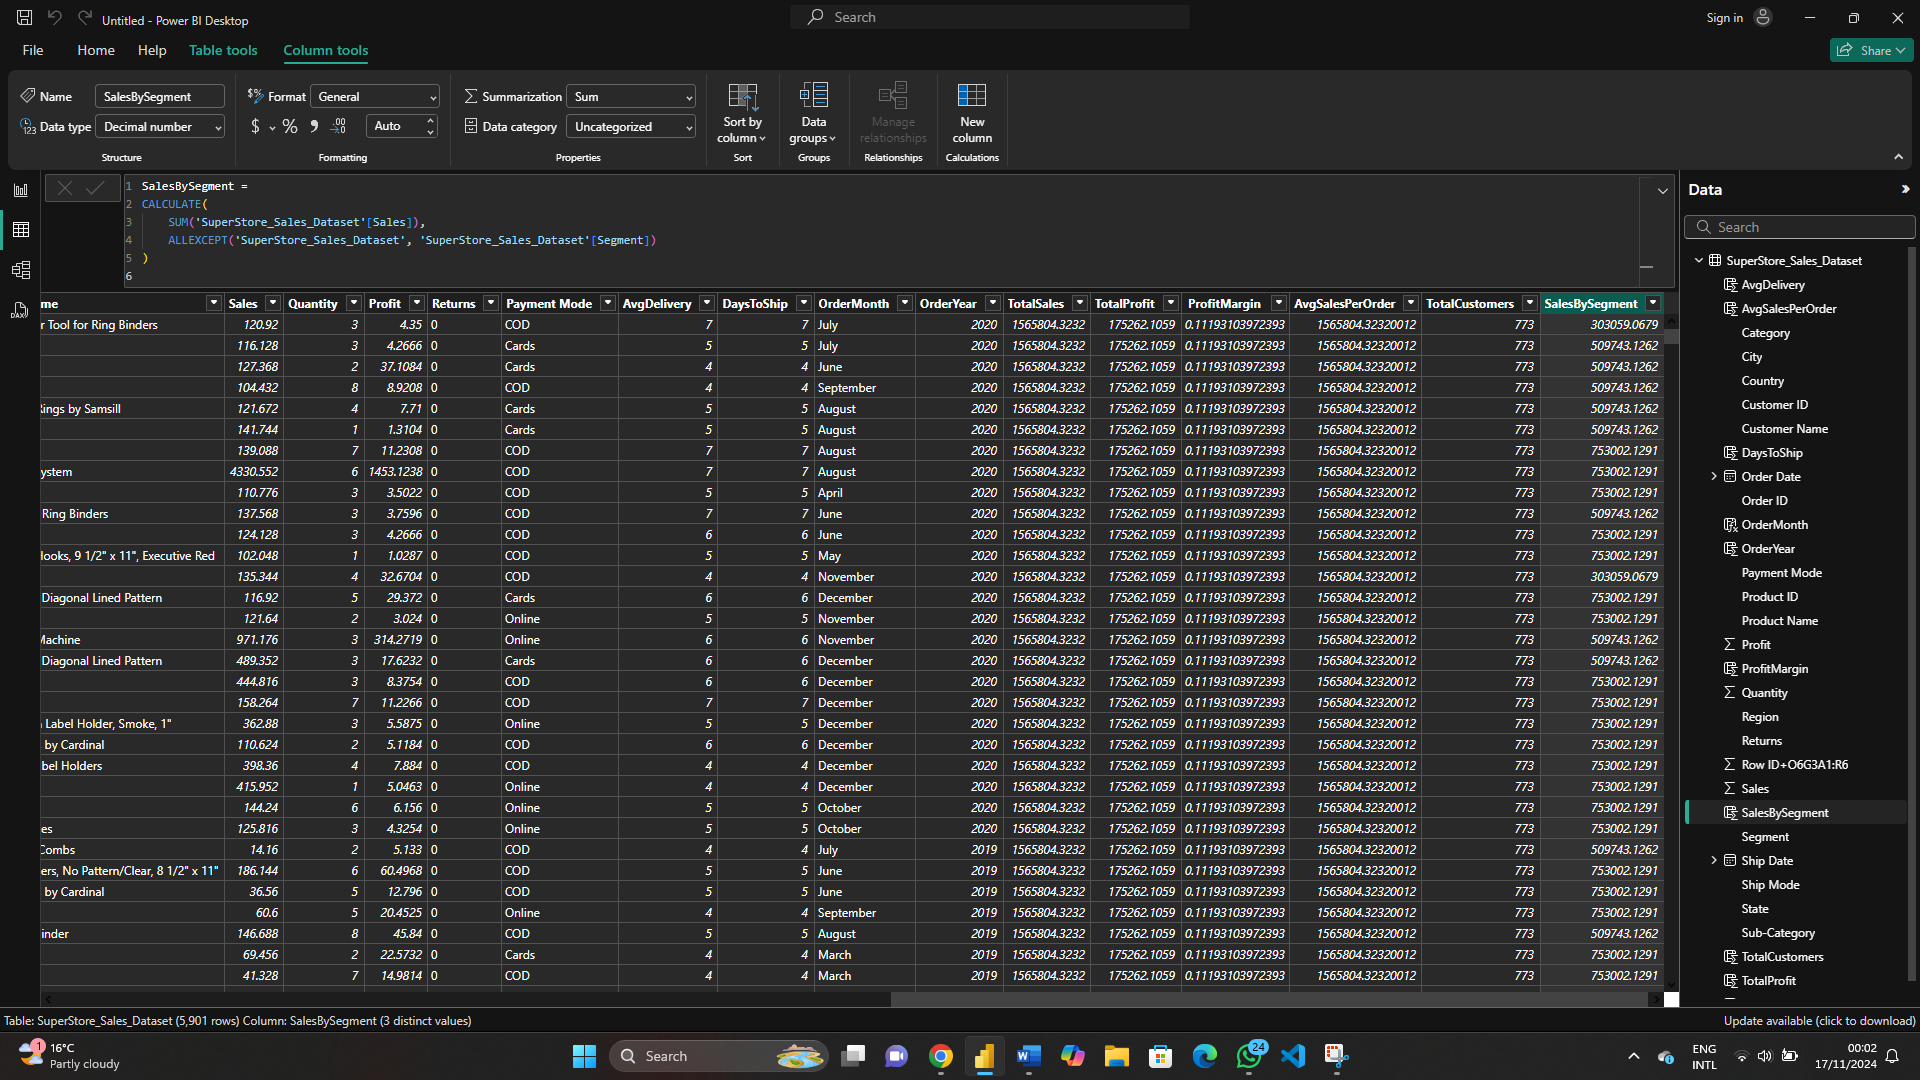 Untitled - Power BI Desktop
Search
Sign in
File Home Help Table tools Column tools
Share
Name SalesBySegment
Data type Decimal number
Structure
Format General
$ % Auto
Formatting
Summarization Sum
Data category Uncategorized
Properties
Sort by column
Sort
Data groups
Groups
Manage relationships
Relationships
New column
Calculations
1 SalesBySegment =
2 CALCULATE(
3 SUM('SuperStore_Sales_Dataset'[Sales]),
4 ALLEXCEPT('SuperStore_Sales_Dataset', 'SuperStore_Sales_Dataset'[Segment])
5 )
6
me Sales Quantity Profit Returns Payment Mode AvgDelivery DaysToShip OrderMonth OrderYear TotalSales TotalProfit ProfitMargin AvgSalesPerOrder TotalCustomers SalesBySegment
r Tool for Ring Binders 120.92 3 4.35 0 COD 7 7 July 2020 1565804.3232 175262.1059 0.11193103972393 1565804.32320012 773 303059.0679
116.128 3 4.2666 0 Cards 5 5 July 2020 1565804.3232 175262.1059 0.11193103972393 1565804.32320012 773 509743.1262
127.368 2 37.1084 0 Cards 4 4 June 2020 1565804.3232 175262.1059 0.11193103972393 1565804.32320012 773 509743.1262
104.432 8 8.9208 0 COD 4 4 September 2020 1565804.3232 175262.1059 0.11193103972393 1565804.32320012 773 509743.1262
Rings by Samsill 121.672 4 7.71 0 Cards 5 5 August 2020 1565804.3232 175262.1059 0.11193103972393 1565804.32320012 773 509743.1262
141.744 1 1.3104 0 Cards 5 5 August 2020 1565804.3232 175262.1059 0.11193103972393 1565804.32320012 773 509743.1262
139.088 7 11.2308 0 COD 7 7 August 2020 1565804.3232 175262.1059 0.11193103972393 1565804.32320012 773 753002.1291
ystem 4330.552 6 1453.1238 0 COD 7 7 August 2020 1565804.3232 175262.1059 0.11193103972393 1565804.32320012 773 753002.1291
110.776 3 3.5022 0 COD 5 5 April 2020 1565804.3232 175262.1059 0.11193103972393 1565804.32320012 773 753002.1291
Ring Binders 137.568 3 3.7596 0 COD 7 7 June 2020 1565804.3232 175262.1059 0.11193103972393 1565804.32320012 773 509743.1262
124.128 3 4.2666 0 COD 6 6 June 2020 1565804.3232 175262.1059 0.11193103972393 1565804.32320012 773 753002.1291
Hooks, 9 1/2" x 11", Executive Red 102.048 1 1.0287 0 COD 5 5 May 2020 1565804.3232 175262.1059 0.11193103972393 1565804.32320012 773 753002.1291
135.344 4 32.6704 0 COD 4 4 November 2020 1565804.3232 175262.1059 0.11193103972393 1565804.32320012 773 303059.0679
Diagonal Lined Pattern 116.92 5 29.372 0 Cards 6 6 December 2020 1565804.3232 175262.1059 0.11193103972393 1565804.32320012 773 753002.1291
121.64 2 3.024 0 Online 5 5 November 2020 1565804.3232 175262.1059 0.11193103972393 1565804.32320012 773 753002.1291
Machine 971.176 3 314.2719 0 Online 6 6 November 2020 1565804.3232 175262.1059 0.11193103972393 1565804.32320012 773 509743.1262
Diagonal Lined Pattern 489.352 3 17.6232 0 Cards 6 6 December 2020 1565804.3232 175262.1059 0.11193103972393 1565804.32320012 773 509743.1262
444.816 3 8.3754 0 COD 6 6 December 2020 1565804.3232 175262.1059 0.11193103972393 1565804.32320012 773 753002.1291
158.264 7 11.2266 0 COD 7 7 December 2020 1565804.3232 175262.1059 0.11193103972393 1565804.32320012 773 753002.1291
Label Holder, Smoke, 1" 362.88 3 5.5875 0 Online 5 5 December 2020 1565804.3232 175262.1059 0.11193103972393 1565804.32320012 773 753002.1291
by Cardinal 110.624 2 5.1184 0 COD 6 6 December 2020 1565804.3232 175262.1059 0.11193103972393 1565804.32320012 773 753002.1291
bel Holders 398.36 4 7.884 0 COD 4 4 December 2020 1565804.3232 175262.1059 0.11193103972393 1565804.32320012 773 753002.1291
415.952 1 5.0463 0 Online 4 4 December 2020 1565804.3232 175262.1059 0.11193103972393 1565804.32320012 773 753002.1291
144.24 6 6.156 0 Online 5 5 October 2020 1565804.3232 175262.1059 0.11193103972393 1565804.32320012 773 753002.1291
es 125.816 3 4.3254 0 Online 5 5 October 2020 1565804.3232 175262.1059 0.11193103972393 1565804.32320012 773 753002.1291
Combs 14.16 2 5.133 0 COD 4 4 July 2019 1565804.3232 175262.1059 0.11193103972393 1565804.32320012 773 509743.1262
ers, No Pattern/Clear, 8 1/2" x 11" 186.144 6 60.4968 0 COD 5 5 June 2019 1565804.3232 175262.1059 0.11193103972393 1565804.32320012 773 753002.1291
by Cardinal 36.56 5 12.796 0 COD 5 5 June 2019 1565804.3232 175262.1059 0.11193103972393 1565804.32320012 773 753002.1291
60.6 5 20.4525 0 Online 4 4 September 2019 1565804.3232 175262.1059 0.11193103972393 1565804.32320012 773 753002.1291
inder 146.688 8 45.84 0 COD 5 5 August 2019 1565804.3232 175262.1059 0.11193103972393 1565804.32320012 773 509743.1262
69.456 2 22.5732 0 Cards 4 4 March 2019 1565804.3232 175262.1059 0.11193103972393 1565804.32320012 773 753002.1291
41.328 7 14.9814 0 COD 4 4 March 2019 1565804.3232 175262.1059 0.11193103972393 1565804.32320012 773 753002.1291
Data
Search
SuperStore_Sales_Dataset
AvgDelivery
AvgSalesPerOrder
Category
City
Country
Customer ID
Customer Name
DaysToShip
Order Date
Order ID
OrderMonth
OrderYear
Payment Mode
Product ID
Product Name
Profit
ProfitMargin
Quantity
Region
Returns
Row ID+O6G3A1:R6
Sales
SalesBySegment
Segment
Ship Date
Ship Mode
State
Sub-Category
TotalCustomers
TotalProfit
Table: SuperStore_Sales_Dataset (5,901 rows) Column: SalesBySegment (3 distinct values)
Update available (click to download)
1
16°C
Partly cloudy
Search
24
ENG
INTL
00:02
17/11/2024